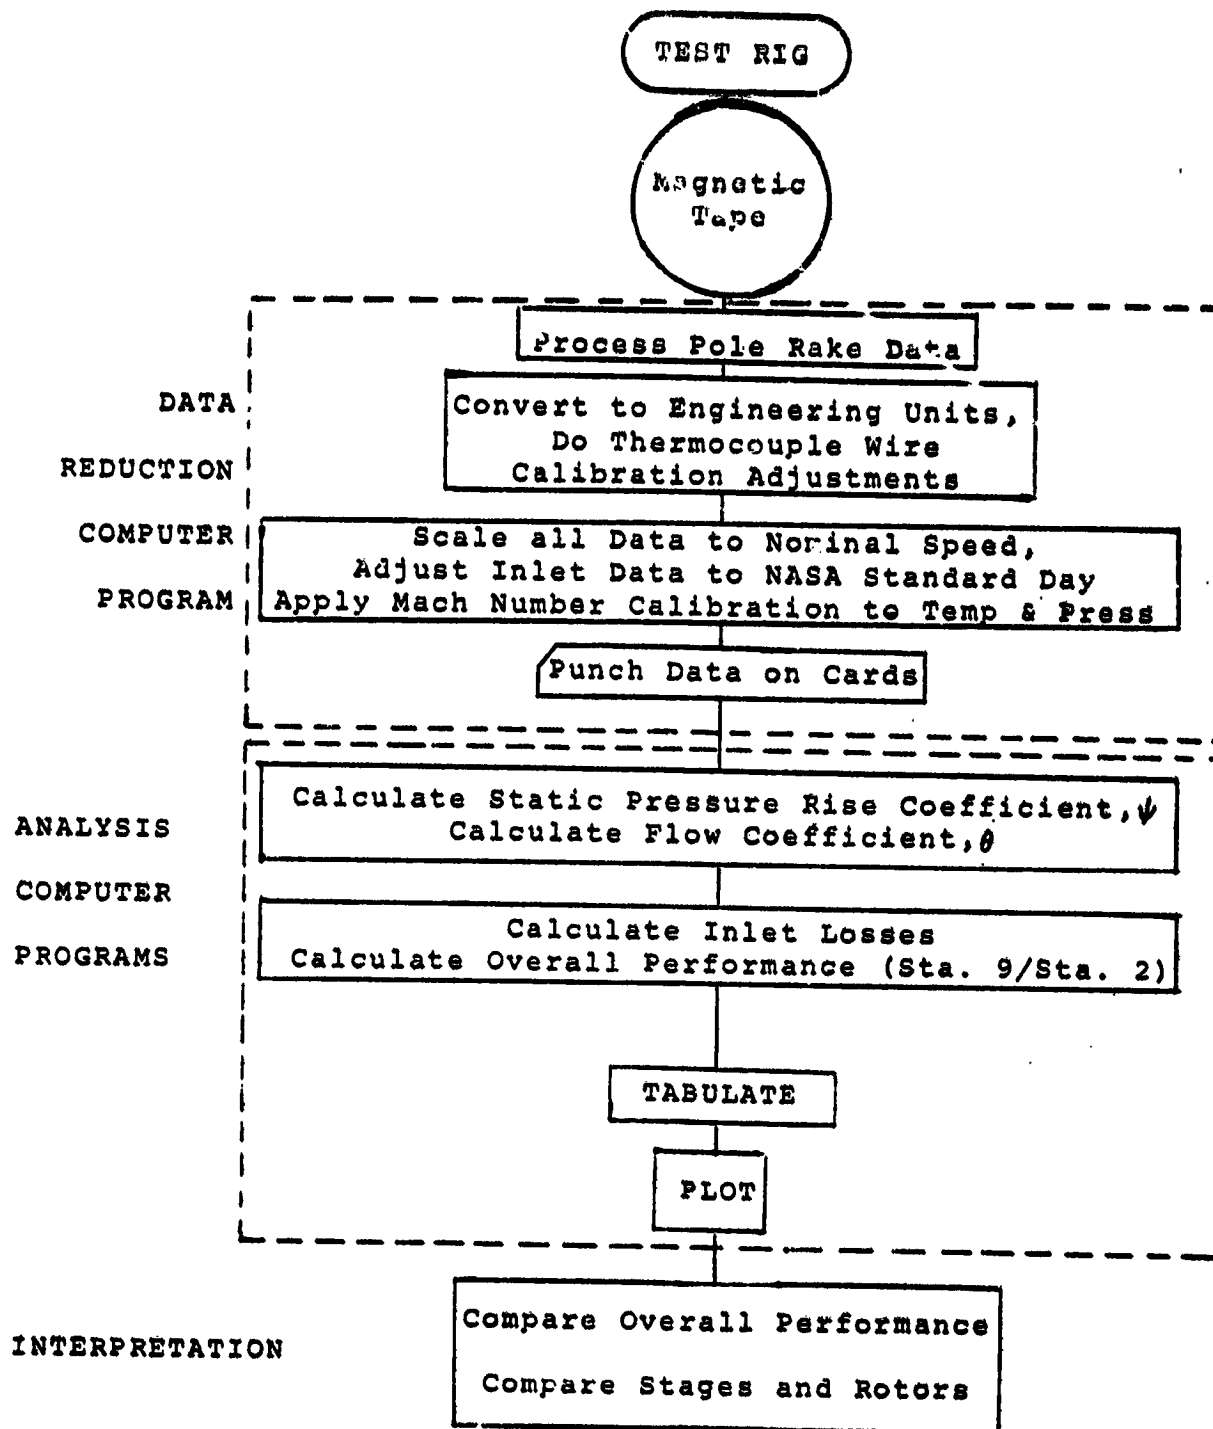 TEST RIG
Magnetic
Tape
Process Pole Rake Data
DATA
REDUCTION
COMPUTER
PROGRAM
Convert to Engineering Units,
Do Thermocouple Wire
Calibration Adjustments
Scale all Data to Nominal Speed,
Adjust Inlet Data to NASA Standard Day
Apply Mach Number Calibration to Temp & Press
Punch Data on Cards
ANALYSIS
COMPUTER
PROGRAMS
Calculate Static Pressure Rise Coefficient, ψ
Calculate Flow Coefficient, θ
Calculate Inlet Losses
Calculate Overall Performance (Sta. 9/Sta. 2)
TABULATE
PLOT
INTERPRETATION
Compare Overall Performance
Compare Stages and Rotors